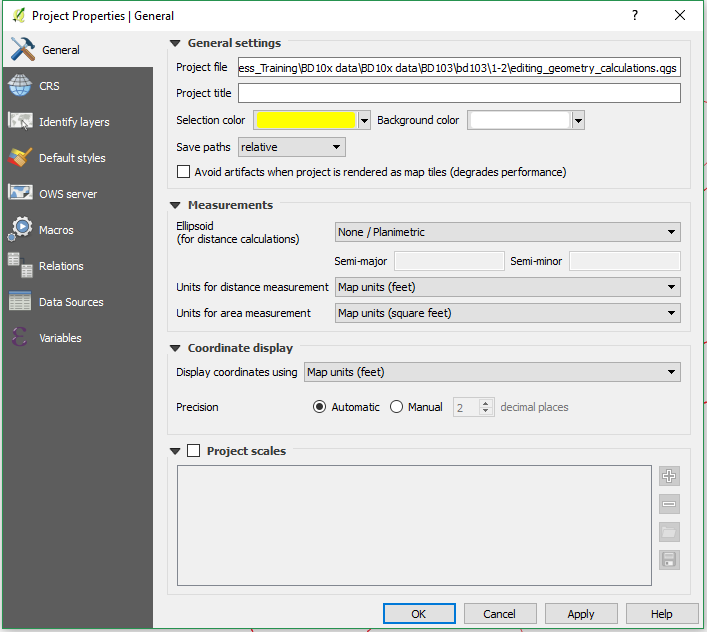 Project Properties | General
?
General
CRS
Identify layers
Default styles
OWS server
Macros
Relations
Data Sources
Variables
General settings
Project file ess_Training\BD10x data\BD10x data\BD103\bd103\1-2\editing_geometry_calculations.qgs
Project title
Selection color Background color
Save paths relative
Avoid artifacts when project is rendered as map tiles (degrades performance)
Measurements
Ellipsoid
(for distance calculations) None / Planimetric
Semi-major Semi-minor
Units for distance measurement Map units (feet)
Units for area measurement Map units (square feet)
Coordinate display
Display coordinates using Map units (feet)
Precision Automatic Manual 2 decimal places
Project scales
OK Cancel Apply Help